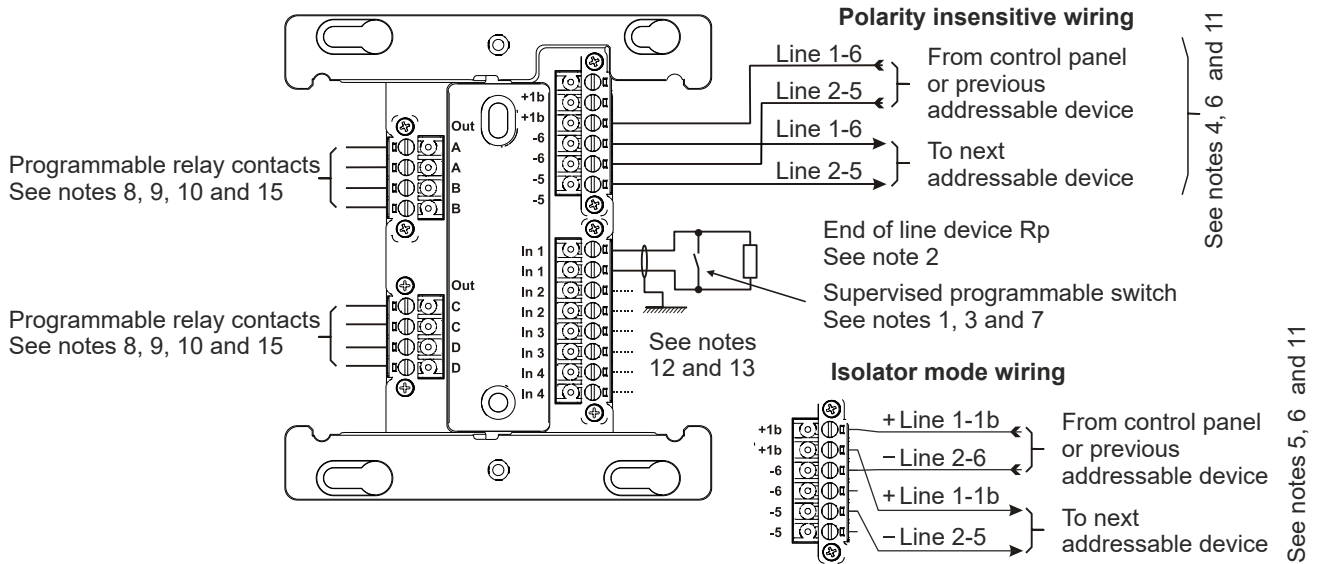 Polarity insensitive wiring
Line 1-6
Line 2-5
From control panel
or previous
addressable device
Line 1-6
Line 2-5
To next
addressable device
See notes 4, 6 and 11
+1b
+1b
-6
-6
-5
-5
Out
A
A
B
B
Programmable relay contacts
See notes 8, 9, 10 and 15
In 1
In 1
In 2
In 2
In 3
In 3
In 4
In 4
Out
C
C
D
D
Programmable relay contacts
See notes 8, 9, 10 and 15
End of line device Rp
See note 2
Supervised programmable switch
See notes 1, 3 and 7
See notes
12 and 13
Isolator mode wiring
+1b
+1b
-6
-6
-5
-5
+ Line 1-1b
− Line 2-6
From control panel
or previous
addressable device
+ Line 1-1b
− Line 2-5
To next
addressable device
See notes 5, 6 and 11